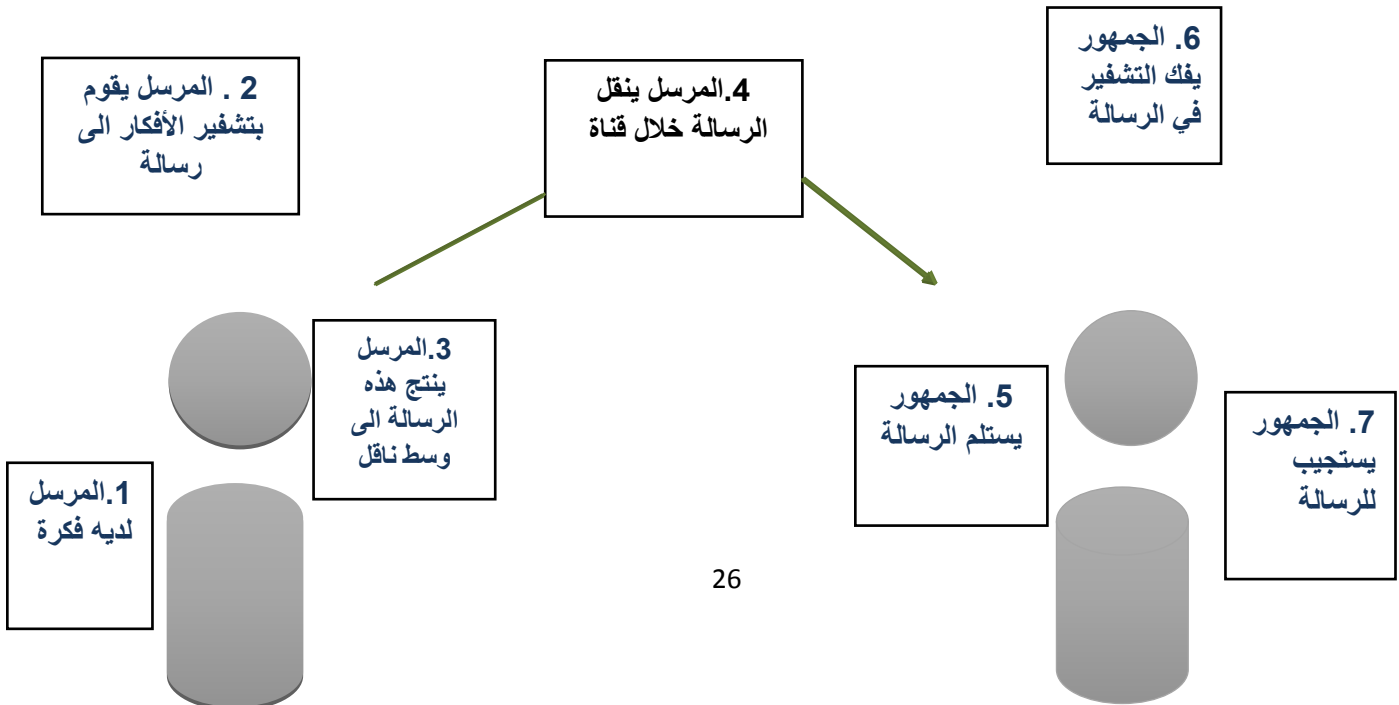 1.المرسل
لديه فكرة
2 . المرسل يقوم
بتشفير الأفكار الى
رسالة
3.المرسل
ينتج هذه
الرسالة الى
وسط ناقل
4.المرسل ينقل
الرسالة خلال قناة
5. الجمهور
يستلم الرسالة
6. الجمهور
يفك التشفير
في الرسالة
7. الجمهور
يستجيب
للرسالة
26